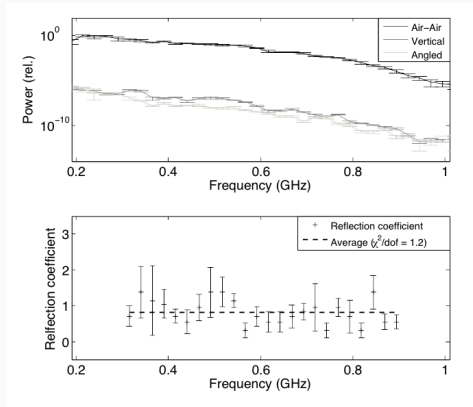 10⁰
10⁻¹⁰
Power (rel.)
Air-Air
Vertical
Angled
0.2 0.4 0.6 0.8 1
Frequency (GHz)
3
2
1
0
Relfection coefficient
Reflection coefficient
Average (χ²/dof = 1.2)
0.2 0.4 0.6 0.8 1
Frequency (GHz)